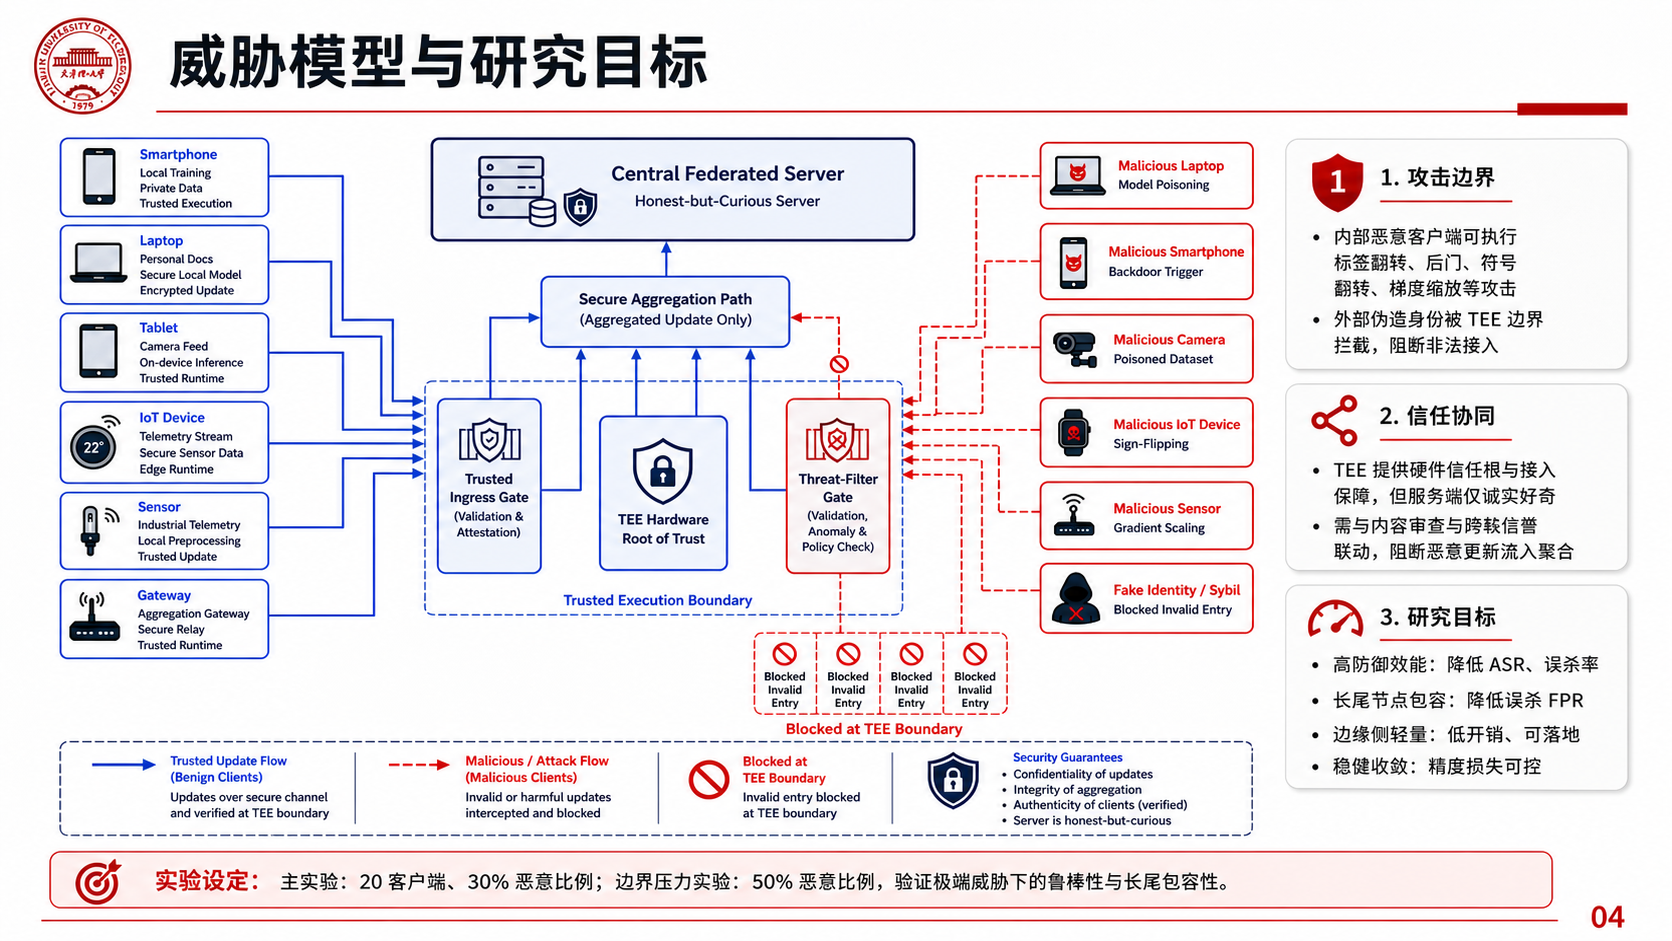 威胁模型与研究目标
1979
Smartphone
Local Training
Private Data
Trusted Execution
Laptop
Personal Docs
Secure Local Model
Encrypted Update
Tablet
Camera Feed
On-device Inference
Trusted Runtime
22°
IoT Device
Telemetry Stream
Secure Sensor Data
Edge Runtime
Sensor
Industrial Telemetry
Local Preprocessing
Trusted Update
Gateway
Aggregation Gateway
Secure Relay
Trusted Runtime
Central Federated Server
Honest-but-Curious Server
Secure Aggregation Path
(Aggregated Update Only)
Trusted
Ingress Gate
(Validation &
Attestation)
TEE Hardware
Root of Trust
Threat-Filter
Gate
(Validation,
Anomaly &
Policy Check)
Trusted Execution Boundary
Blocked
Invalid
Entry
Blocked
Invalid
Entry
Blocked
Invalid
Entry
Blocked
Invalid
Entry
Blocked at TEE Boundary
Malicious Laptop
Model Poisoning
Malicious Smartphone
Backdoor Trigger
Malicious Camera
Poisoned Dataset
Malicious IoT Device
Sign-Flipping
Malicious Sensor
Gradient Scaling
Fake Identity / Sybil
Blocked Invalid Entry
Trusted Update Flow
(Benign Clients)
Updates over secure channel
and verified at TEE boundary
Malicious / Attack Flow
(Malicious Clients)
Invalid or harmful updates
intercepted and blocked
Blocked at
TEE Boundary
Invalid entry blocked
at TEE boundary
Security Guarantees
• Confidentiality of updates
• Integrity of aggregation
• Authenticity of clients (verified)
• Server is honest-but-curious
1
1. 攻击边界
• 内部恶意客户端可执行
标签翻转、后门、符号
翻转、梯度缩放等攻击
• 外部伪造身份被 TEE 边界
拦截，阻断非法接入
2. 信任协同
• TEE 提供硬件信任根与接入
保障，但服务端仅诚实好奇
• 需与内容审查与跨
联动，阻断恶意更新流入聚合
3. 研究目标
• 高防御效能：降低 ASR、误杀率
• 长尾节点包容：降低误杀 FPR
• 边缘侧轻量：低开销、可落地
• 稳健收敛：精度损失可控
实验设定： 主实验：20 客户端、30% 恶意比例；边界压力实验：50% 恶意比例，验证极端威胁下的鲁棒性与长尾包容性。
04